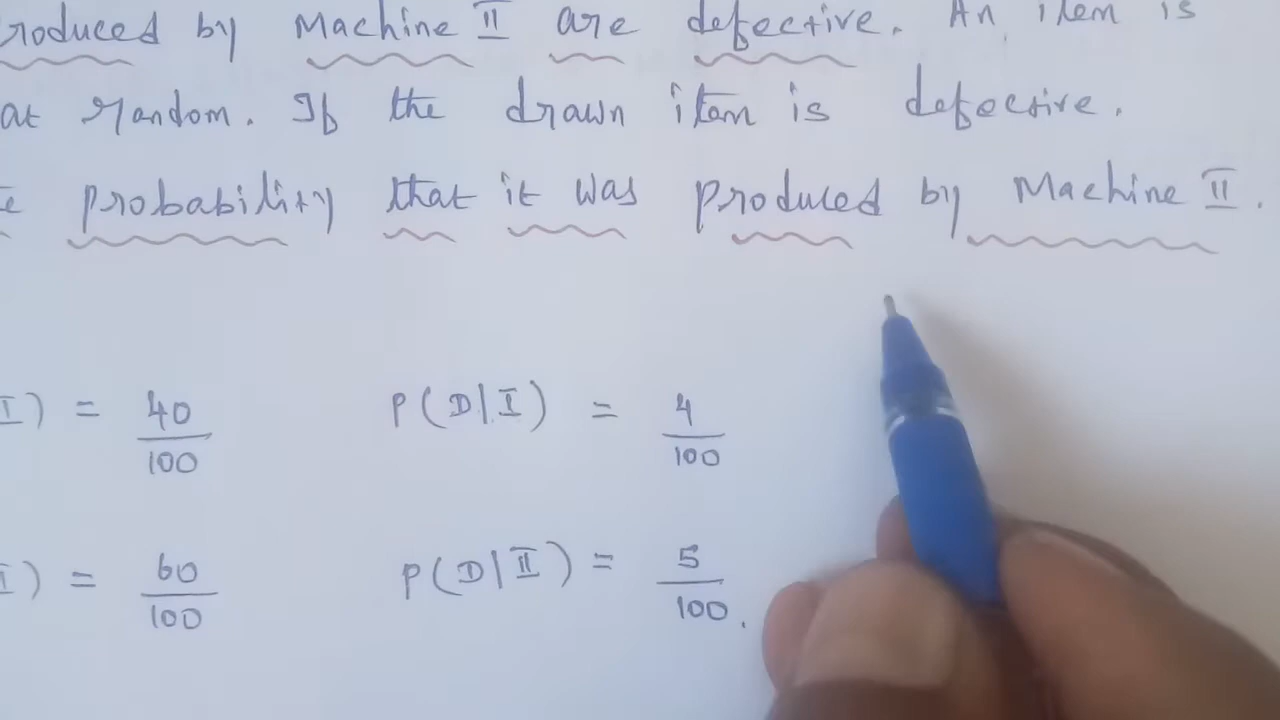 roduced by Machine II are defective. An item is
at random. If the drawn item is defective.
e probability that it was produced by Machine II.
I) = 40/100 P(D|I) = 4/100
I) = 60/100 P(D|II) = 5/100.